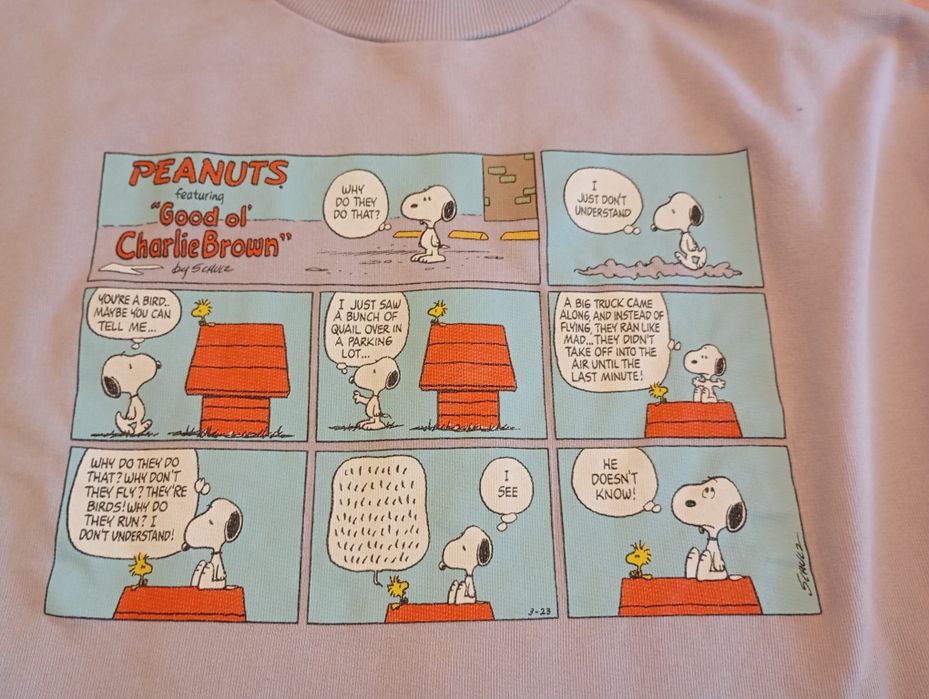 PEANUTS
featuring
"Good ol'
Charlie Brown"
by SCHULZ
WHY
DO THEY
DO THAT?
I
JUST DON'T
UNDERSTAND
YOU'RE A BIRD..
MAYBE YOU CAN
TELL ME...
I JUST SAW
A BUNCH OF
QUAIL OVER IN
A PARKING
LOT...
A BIG TRUCK CAME
ALONG, AND INSTEAD OF
FLYING, THEY RAN LIKE
MAD...THEY DIDN'T
TAKE OFF INTO THE
AIR UNTIL THE
LAST MINUTE!
WHY DO THEY DO
THAT? WHY DON'T
THEY FLY? THEY'RE
BIRDS! WHY DO
THEY RUN? I
DON'T UNDERSTAND!
I
SEE
3-23
HE
DOESN'T
KNOW!
SCHULZ